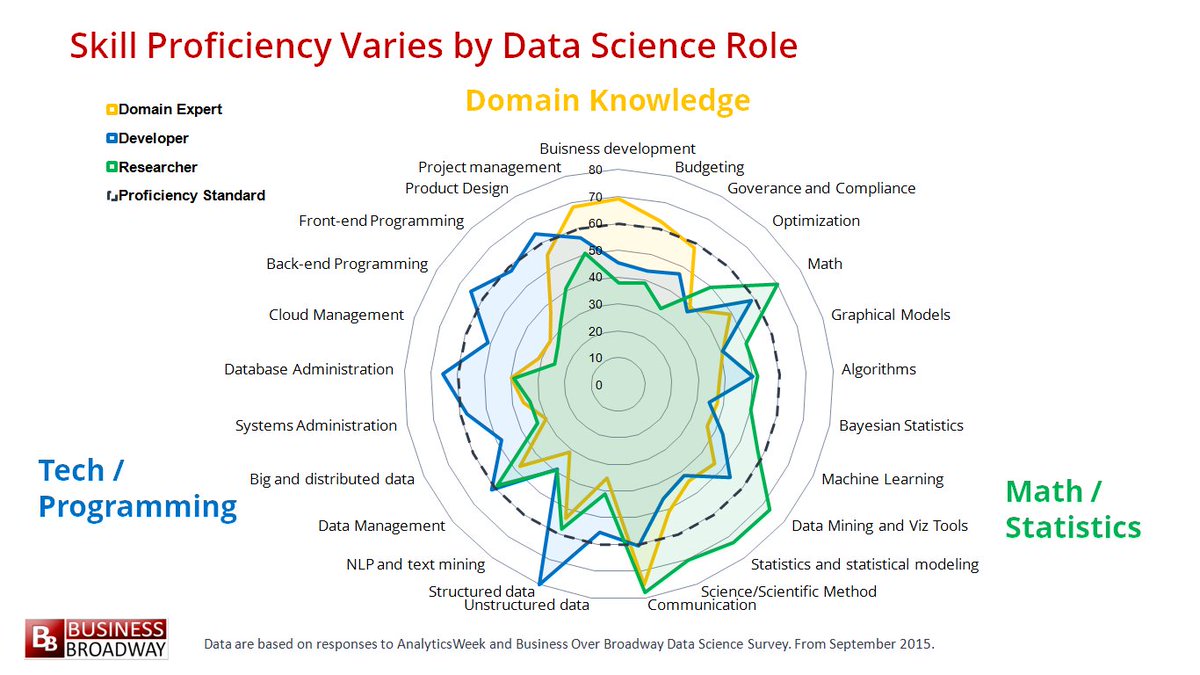 Skill Proficiency Varies by Data Science Role
Domain Expert
Developer
Researcher
Proficiency Standard
Domain Knowledge
Buisness development
Project management
Budgeting
Product Design
Goverance and Compliance
Front-end Programming
Optimization
Back-end Programming
Math
Cloud Management
Graphical Models
Database Administration
Algorithms
Systems Administration
Bayesian Statistics
Big and distributed data
Machine Learning
Data Management
Data Mining and Viz Tools
NLP and text mining
Statistics and statistical modeling
Structured data
Science/Scientific Method
Unstructured data
Communication
80
70
60
50
40
30
20
10
0
Tech /
Programming
Math /
Statistics
BB
BUSINESS
BROADWAY
Data are based on responses to AnalyticsWeek and Business Over Broadway Data Science Survey. From September 2015.